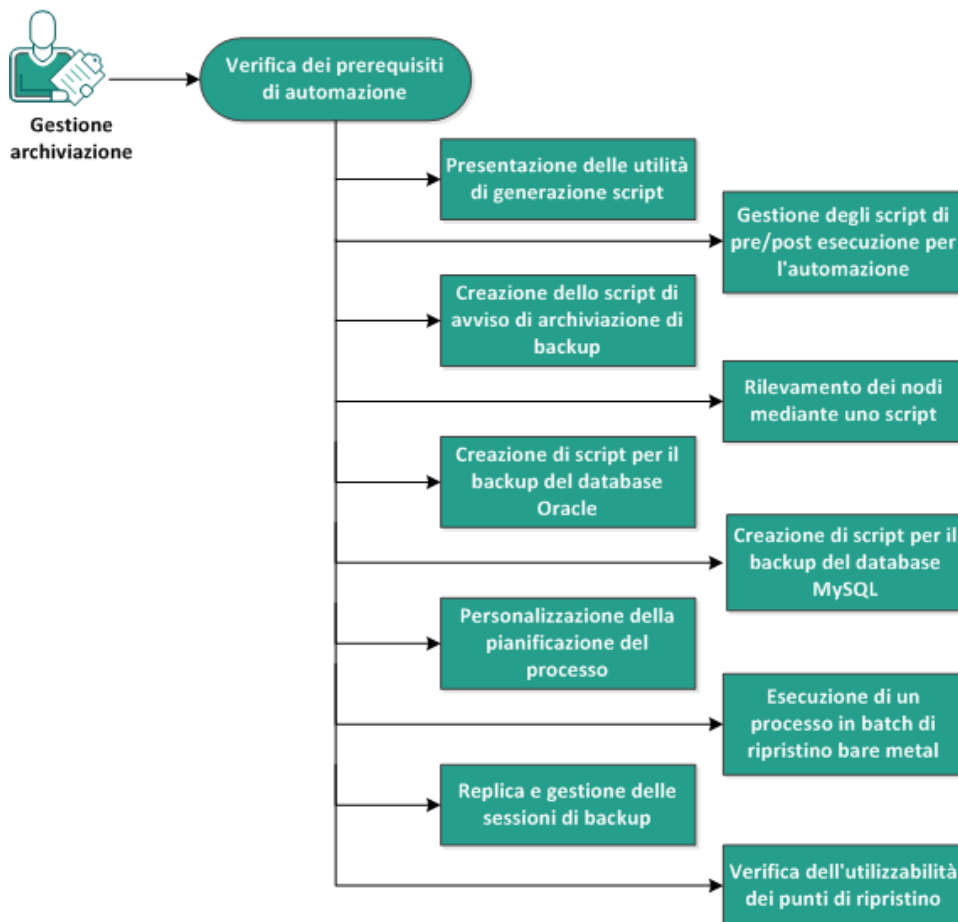 Verifica dei prerequisiti
di automazione
Gestione
archiviazione
Presentazione delle utilità
di generazione script
Gestione degli script di
pre/post esecuzione per
l'automazione
Creazione dello script di
avviso di archiviazione di
backup
Rilevamento dei nodi
mediante uno script
Creazione di script per il
backup del database
Oracle
Creazione di script per il
backup del database
MySQL
Personalizzazione della
pianificazione del
processo
Esecuzione di un
processo in batch di
ripristino bare metal
Replica e gestione delle
sessioni di backup
Verifica dell'utilizzabilità
dei punti di ripristino